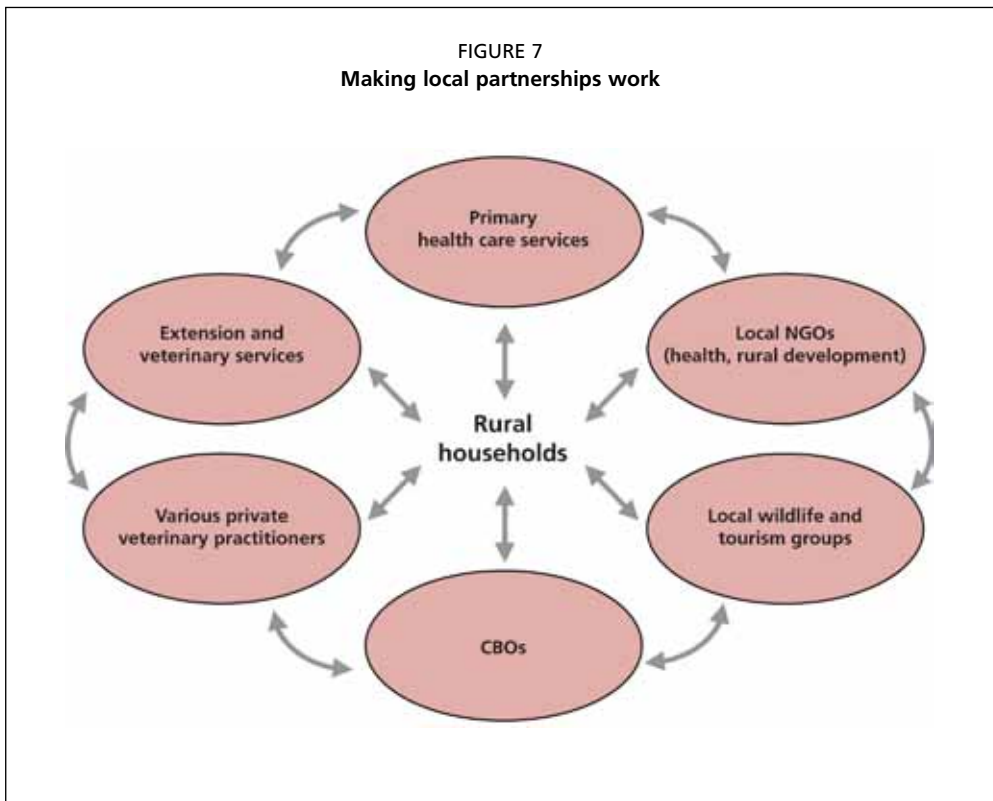 FIGURE 7
Making local partnerships work
Primary
health care services
Extension and
veterinary services
Local NGOs
(health, rural development)
Rural
households
Various private
veterinary practitioners
Local wildlife and
tourism groups
CBOs